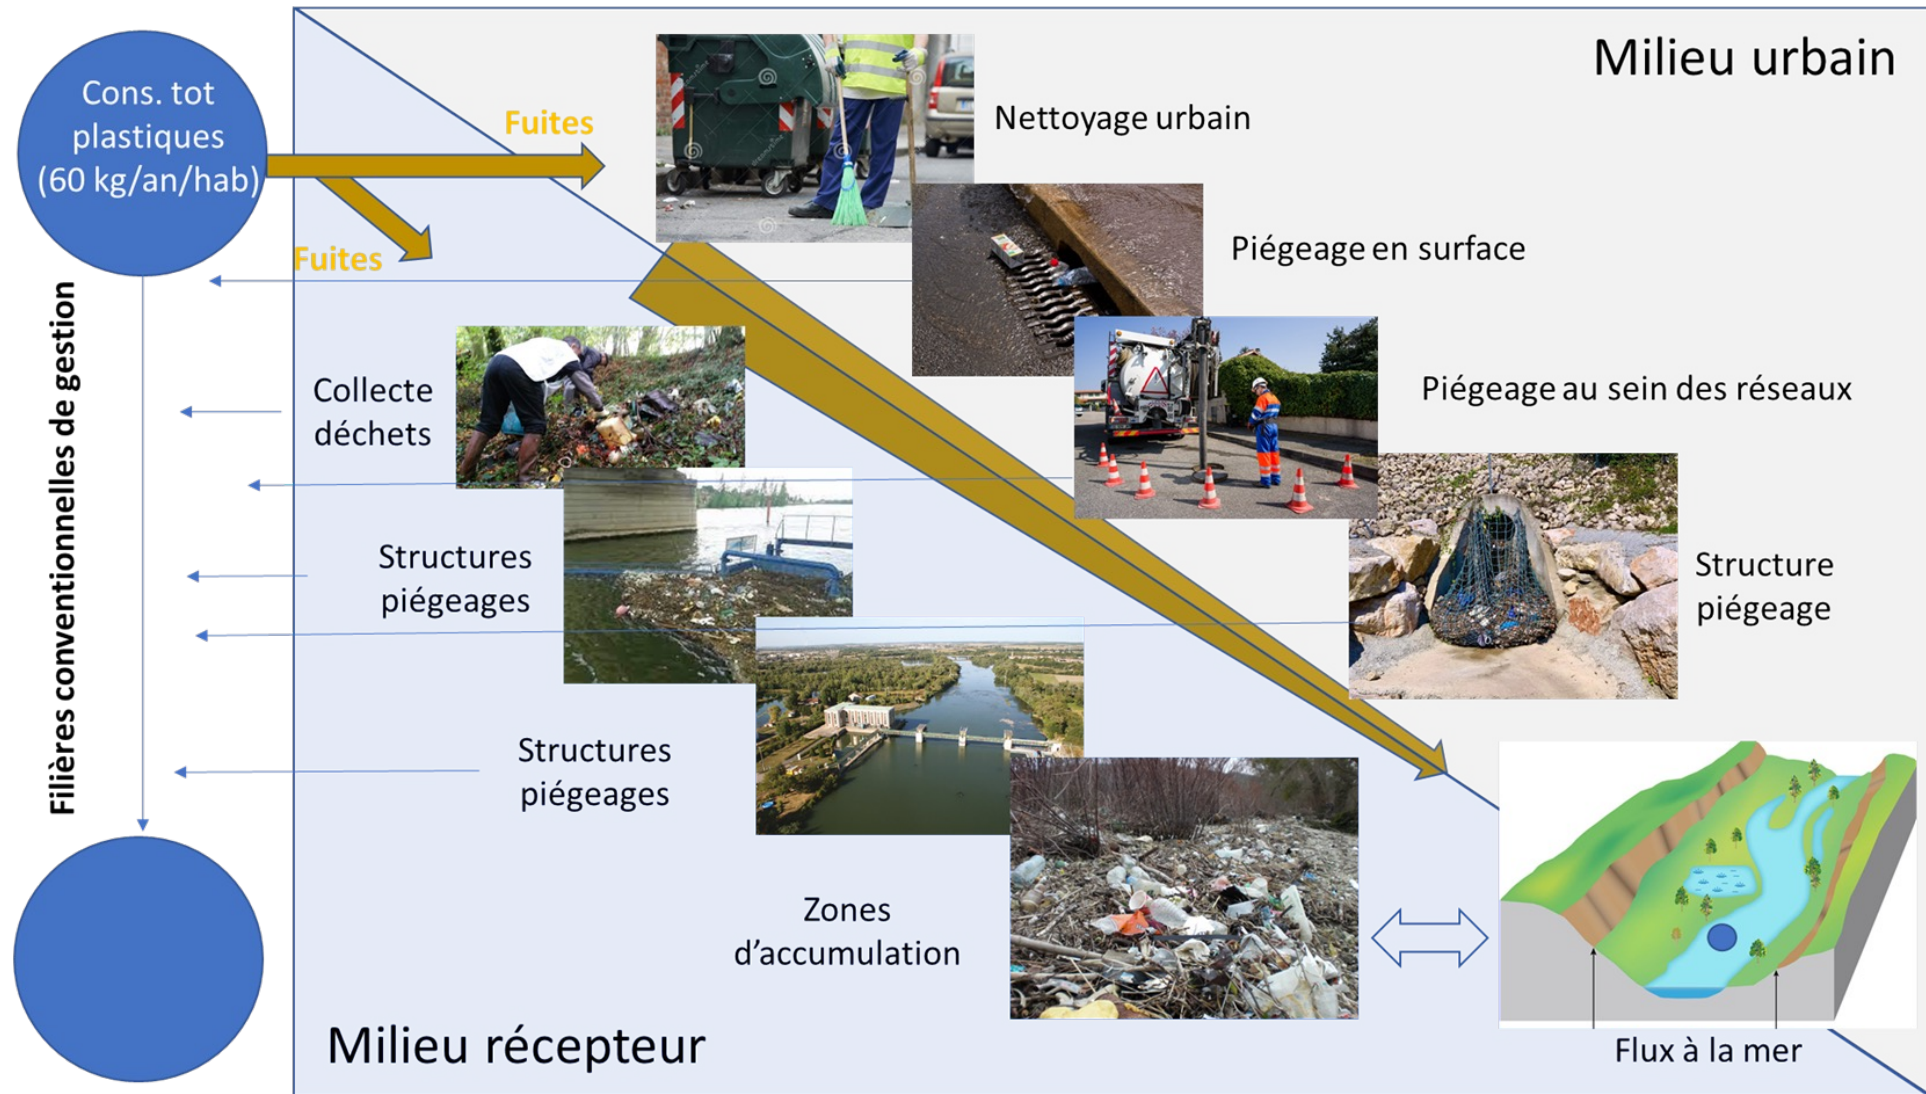 Milieu urbain
Cons. tot
plastiques
(60 kg/an/hab)
Fuites
Nettoyage urbain
Fuites
Piégeage en surface
Filières conventionnelles de gestion
Collecte
déchets
Piégeage au sein des réseaux
Structures
piégeages
Structure
piégeage
Structures
piégeages
Zones
d’accumulation
Milieu récepteur
Flux à la mer